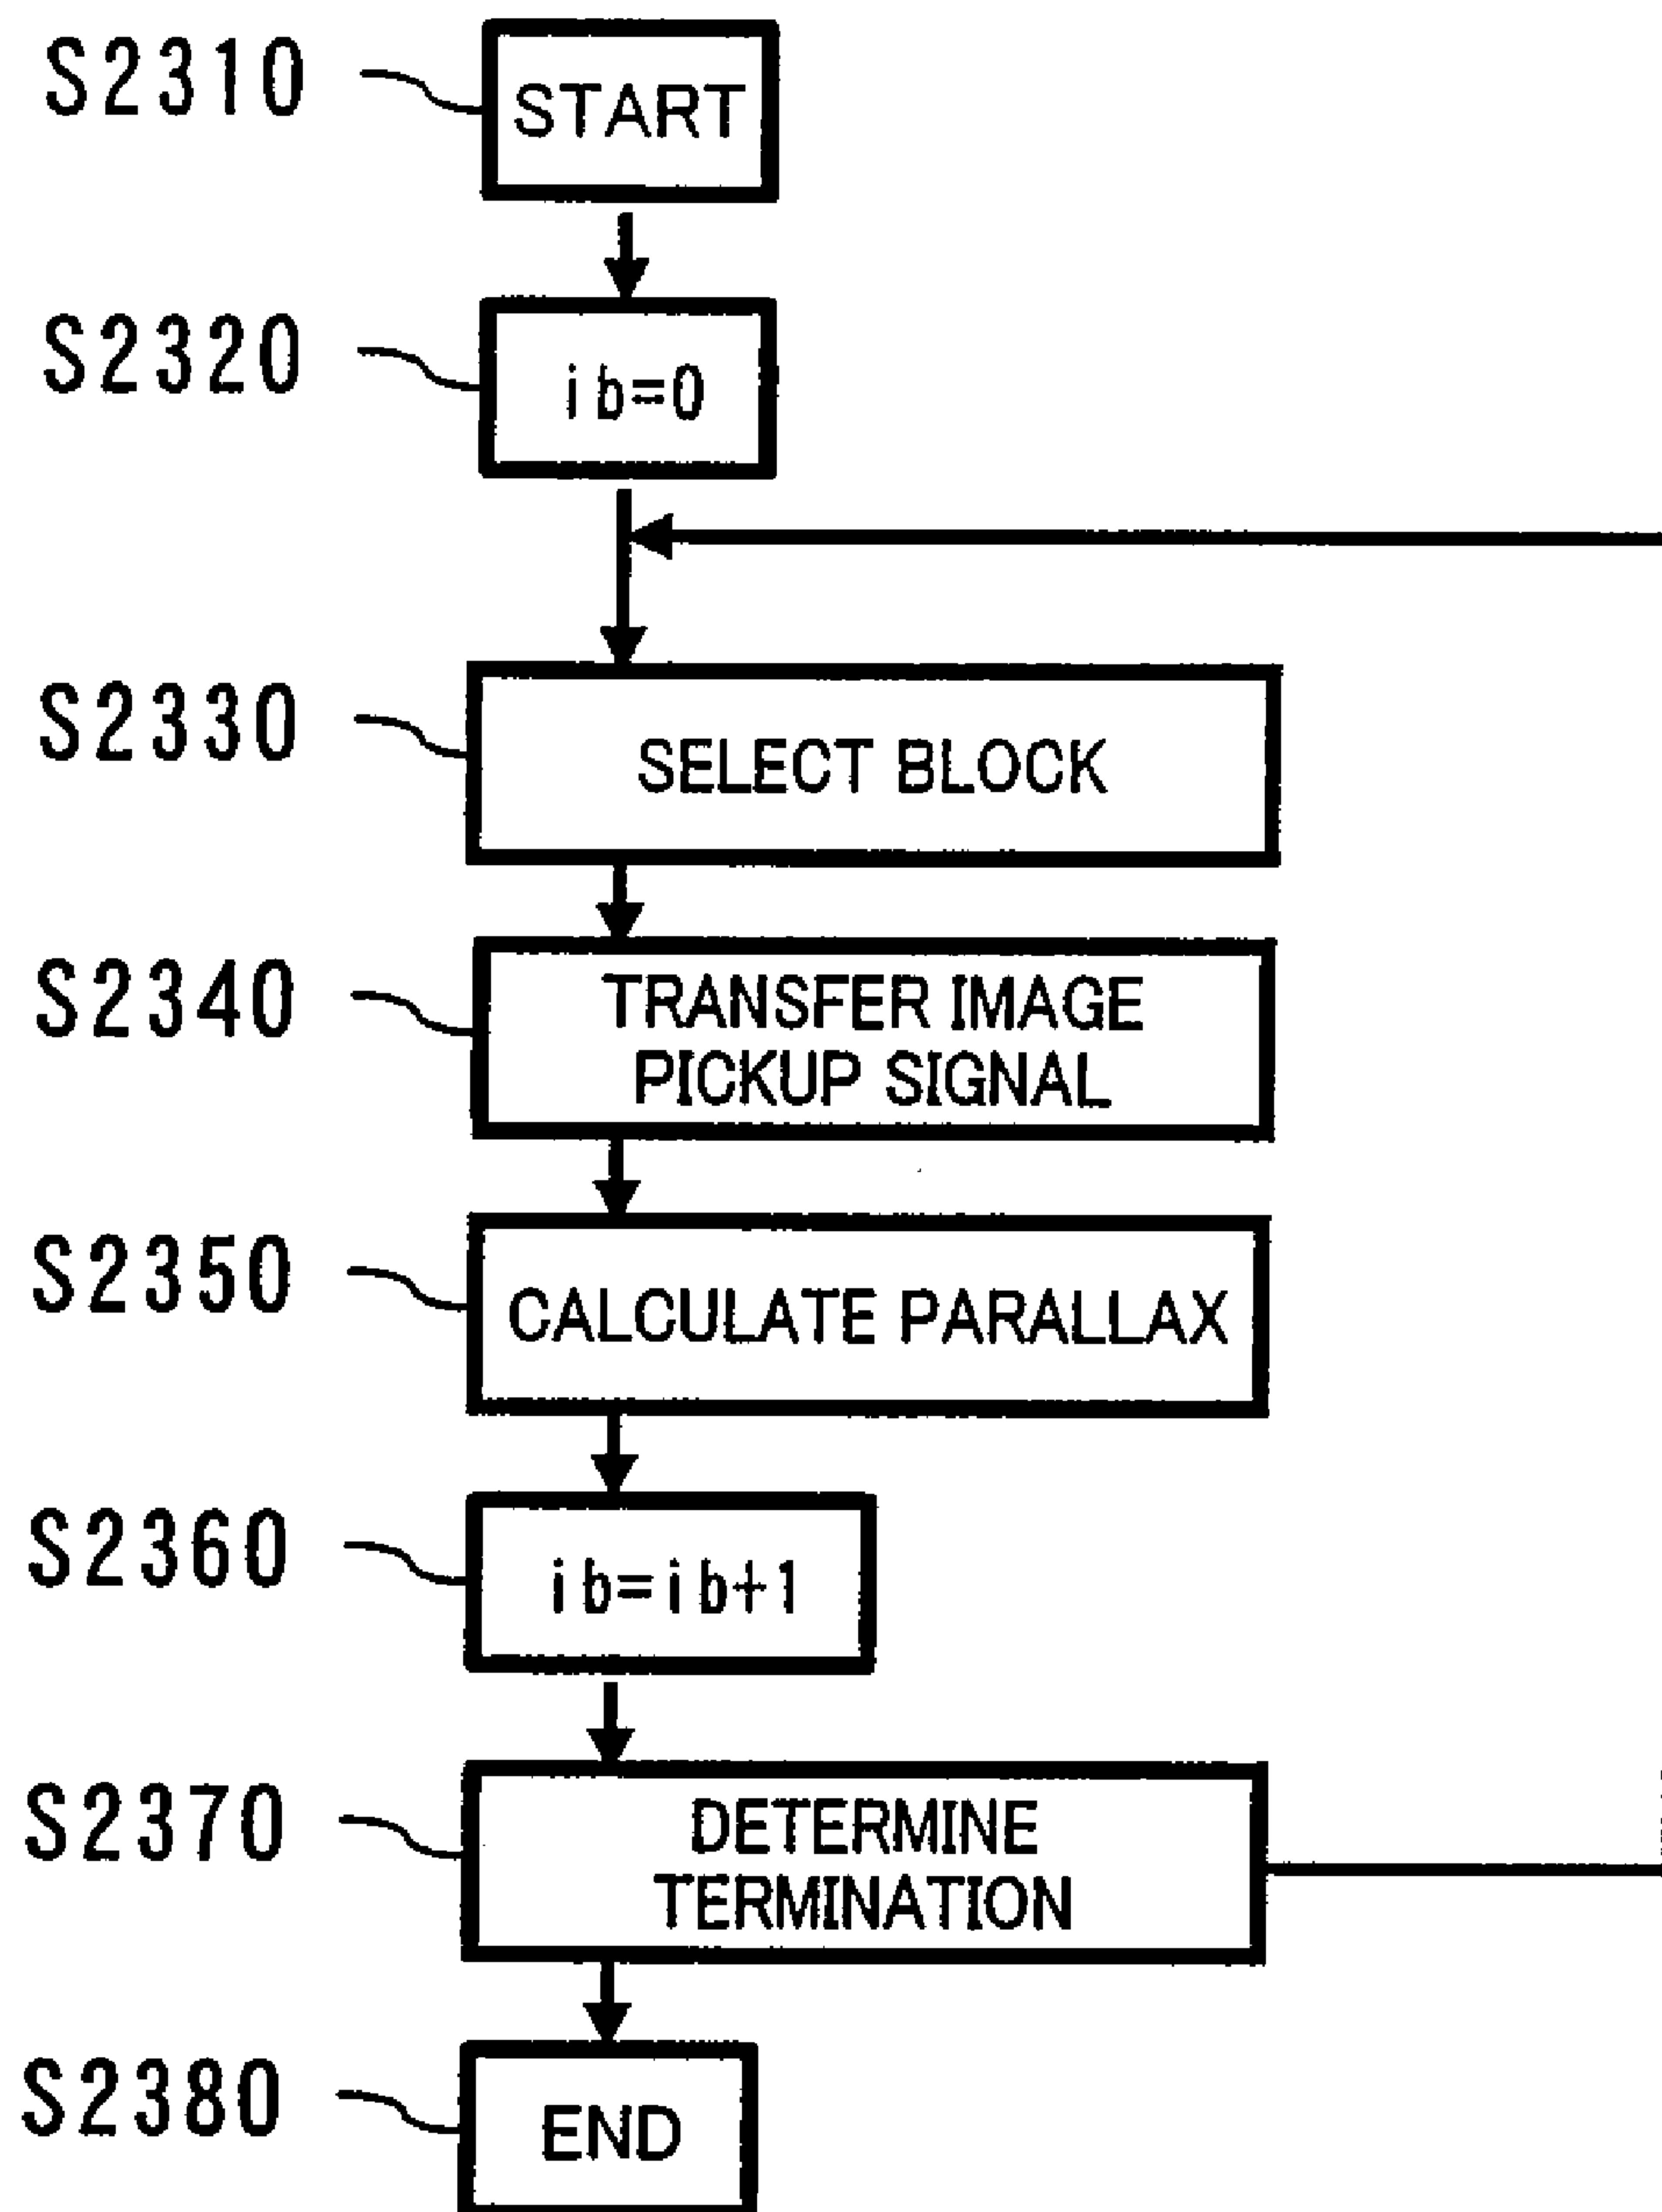 S2310 START
S2320 ib=0
S2330 SELECT BLOCK
S2340 TRANSFER IMAGE
PICKUP SIGNAL
S2350 CALCULATE PARALLAX
S2360 ib=ib+1
S2370 DETERMINE
TERMINATION
S2380 END